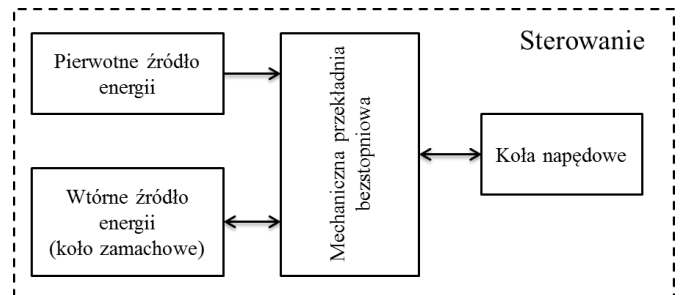 Sterowanie
Pierwotne źródło
energii
Mechaniczna przekładnia
bezstopniowa
Koła napędowe
Wtórne źródło
energii
(koło zamachowe)